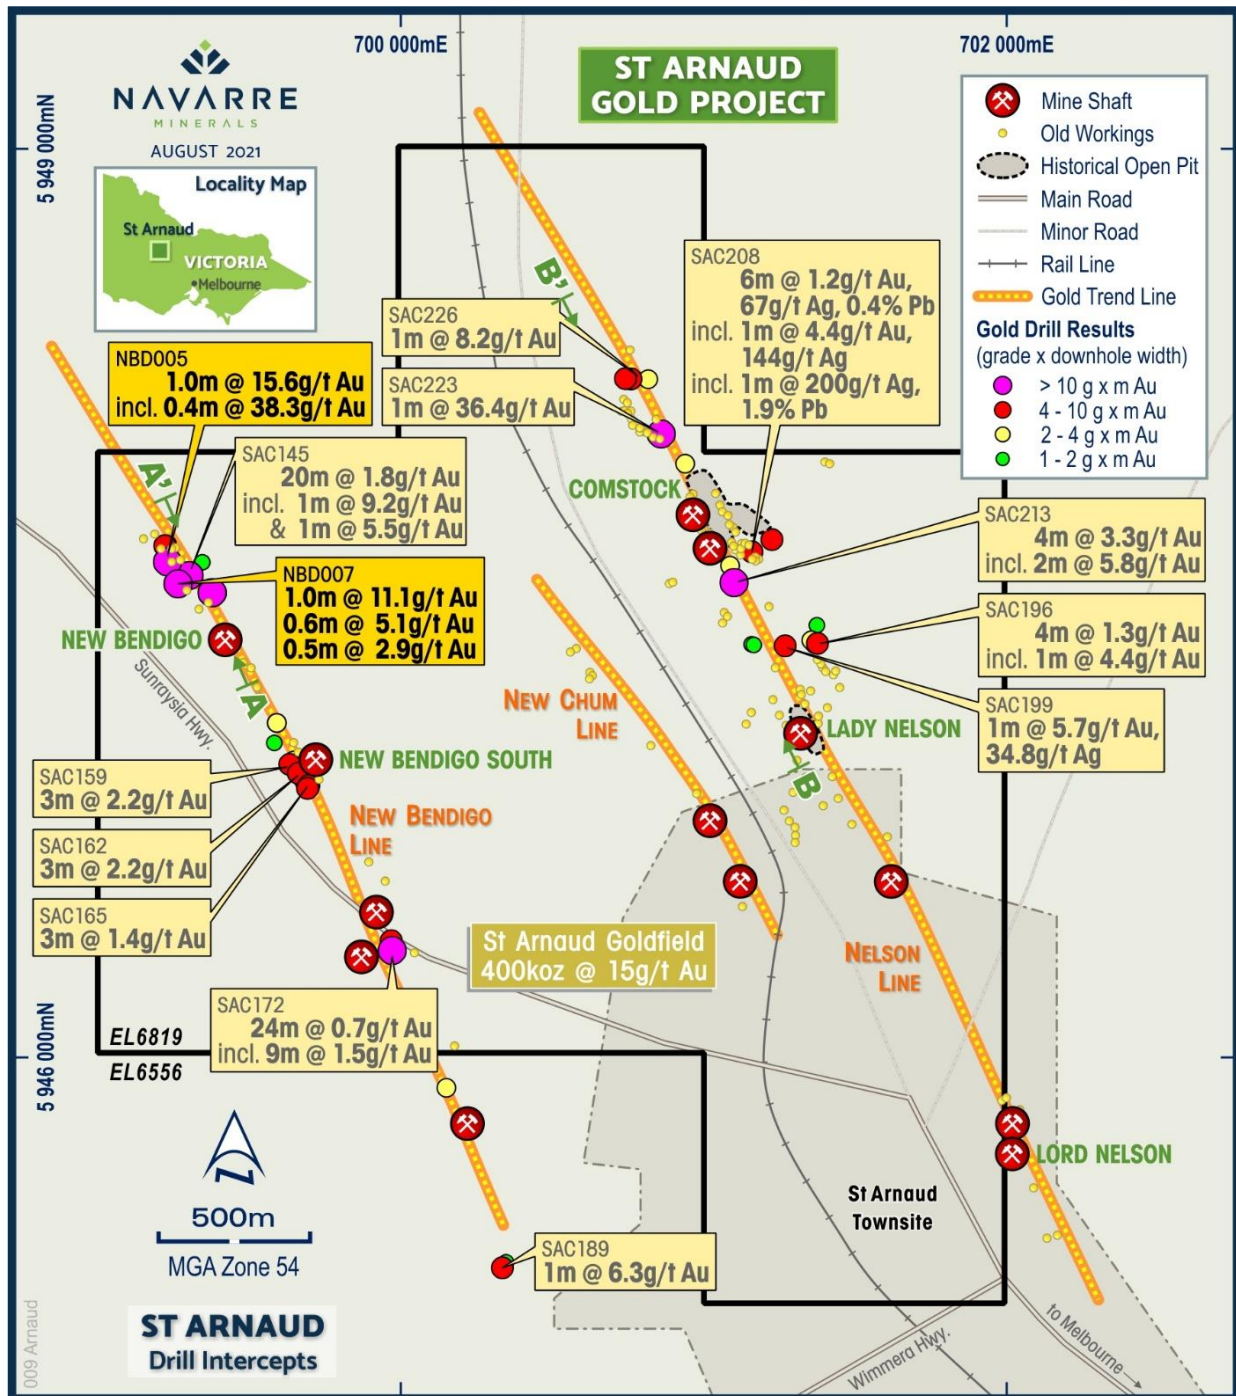 700 000mE
702 000mE
5 949 000mN
5 946 000mN
NAVARRE
MINERALS
AUGUST 2021
ST ARNAUD
GOLD PROJECT
Locality Map
St Arnaud
VICTORIA
Melbourne
Mine Shaft
Old Workings
Historical Open Pit
Main Road
Minor Road
Rail Line
Gold Trend Line
Gold Drill Results
(grade x downhole width)
> 10 g x m Au
4 - 10 g x m Au
2 - 4 g x m Au
1 - 2 g x m Au
SAC208
6m @ 1.2g/t Au,
67g/t Ag, 0.4% Pb
incl. 1m @ 4.4g/t Au,
144g/t Ag
incl. 1m @ 200g/t Ag,
1.9% Pb
B'
SAC226
1m @ 8.2g/t Au
SAC223
1m @ 36.4g/t Au
NBD005
1.0m @ 15.6g/t Au
incl. 0.4m @ 38.3g/t Au
SAC145
20m @ 1.8g/t Au
incl. 1m @ 9.2g/t Au
& 1m @ 5.5g/t Au
A'
COMSTOCK
SAC213
4m @ 3.3g/t Au
incl. 2m @ 5.8g/t Au
NBD007
1.0m @ 11.1g/t Au
0.6m @ 5.1g/t Au
0.5m @ 2.9g/t Au
SAC196
4m @ 1.3g/t Au
incl. 1m @ 4.4g/t Au
NEW BENDIGO
Sunraysia Hwy.
A
NEW CHUM
LINE
SAC199
1m @ 5.7g/t Au,
34.8g/t Ag
LADY NELSON
B
NEW BENDIGO SOUTH
SAC159
3m @ 2.2g/t Au
NEW BENDIGO
LINE
SAC162
3m @ 2.2g/t Au
SAC165
3m @ 1.4g/t Au
St Arnaud Goldfield
400koz @ 15g/t Au
NELSON
LINE
SAC172
24m @ 0.7g/t Au
incl. 9m @ 1.5g/t Au
EL6819
EL6556
LORD NELSON
St Arnaud
Townsite
N
500m
MGA Zone 54
SAC189
1m @ 6.3g/t Au
ST ARNAUD
Drill Intercepts
Wimmera Hwy.
to Melbourne
009 Arnaud